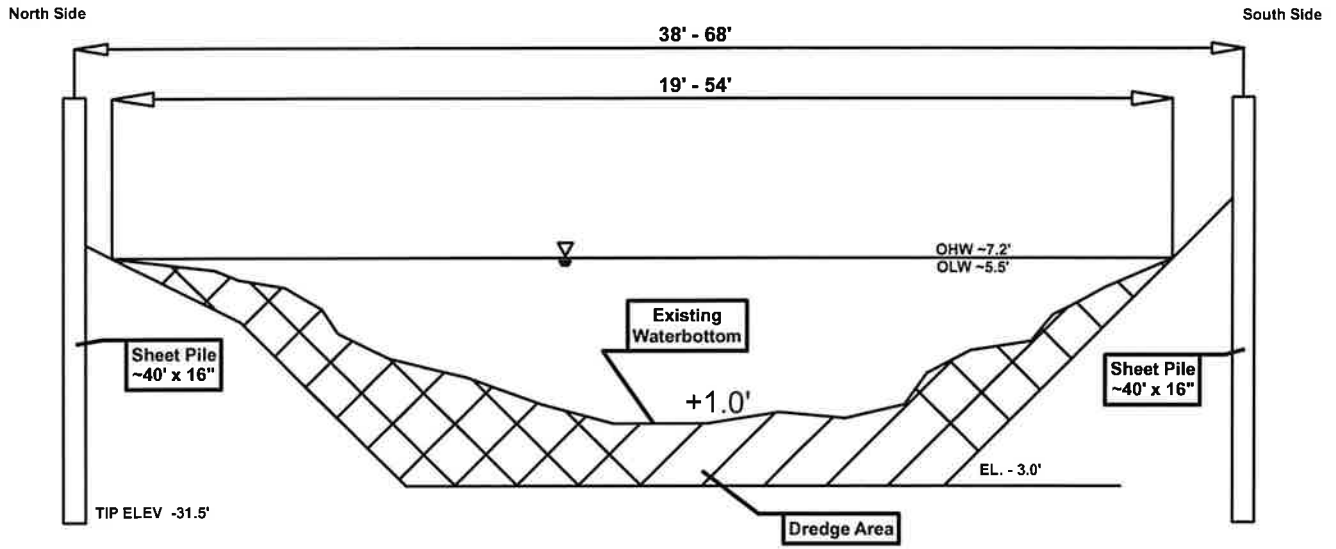 North Side
South Side
38' - 68'
19' - 54'
OHW ~7.2'
OLW ~5.5'
Existing
Waterbottom
Sheet Pile
~40' x 16"
Sheet Pile
~40' x 16"
+1.0'
EL. - 3.0'
TIP ELEV -31.5'
Dredge Area